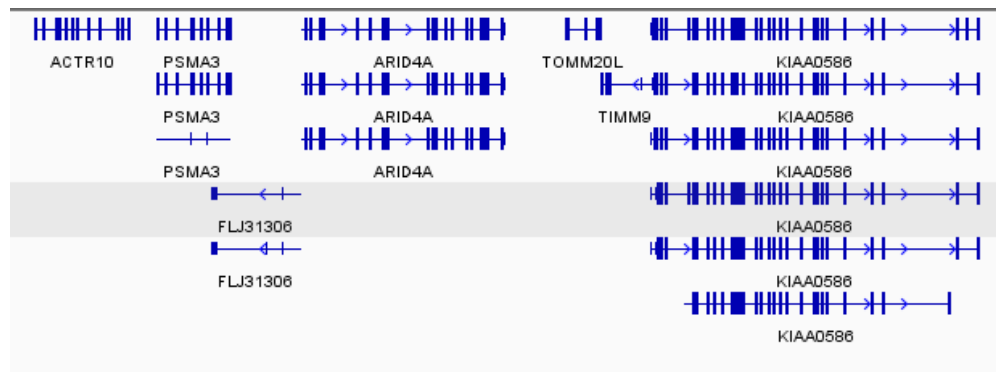 ACTR10 PSMA3 ARID4A TOMM20L KIAA0586
PSMA3 ARID4A TIMM9 KIAA0586
PSMA3 ARID4A KIAA0586
FLJ31306 KIAA0586
FLJ31306 KIAA0586
KIAA0586